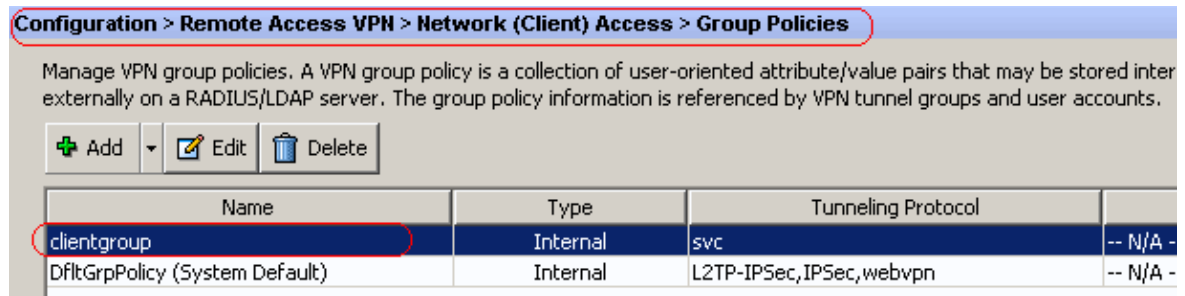 Configuration > Remote Access VPN > Network (Client) Access > Group Policies
Manage VPN group policies. A VPN group policy is a collection of user-oriented attribute/value pairs that may be stored inter
externally on a RADIUS/LDAP server. The group policy information is referenced by VPN tunnel groups and user accounts.
Add Edit Delete
Name Type Tunneling Protocol
clientgroup Internal svc -- N/A -
DfltGrpPolicy (System Default) Internal L2TP-IPSec,IPSec,webvpn -- N/A -